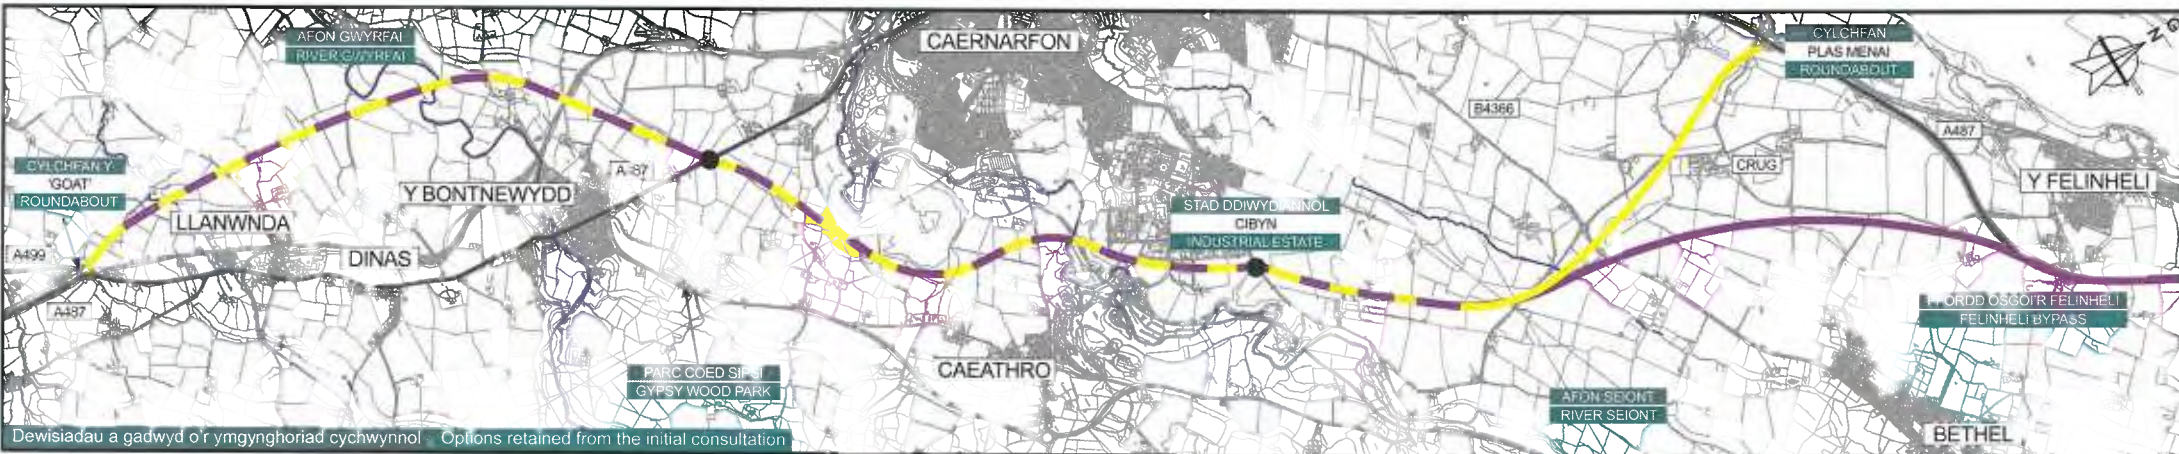 AFON GWYRFAI
RIVER GWYRFAI
CAERNARFON
CYLCHFAN
PLAS MENAI
ROUNDABOUT
N
B4366
A487
CRUG
Y FELINHELI
CYLCHFAN Y
'GOAT'
ROUNDABOUT
A487
Y BONTNEWYDD
LLANWNDA
STAD DDIWYDIANNOL
CIBYN
INDUSTRIAL ESTATE
A499
DINAS
A487
FFORDD OSGOI'R FELINHELI
FELINHELI BYPASS
PARC COED SIPSI
GYPSY WOOD PARK
CAEATHRO
AFON SEIONT
RIVER SEIONT
BETHEL
Dewisiadau a gadwyd o'r ymgynghoriad cychwynnol Options retained from the initial consultation